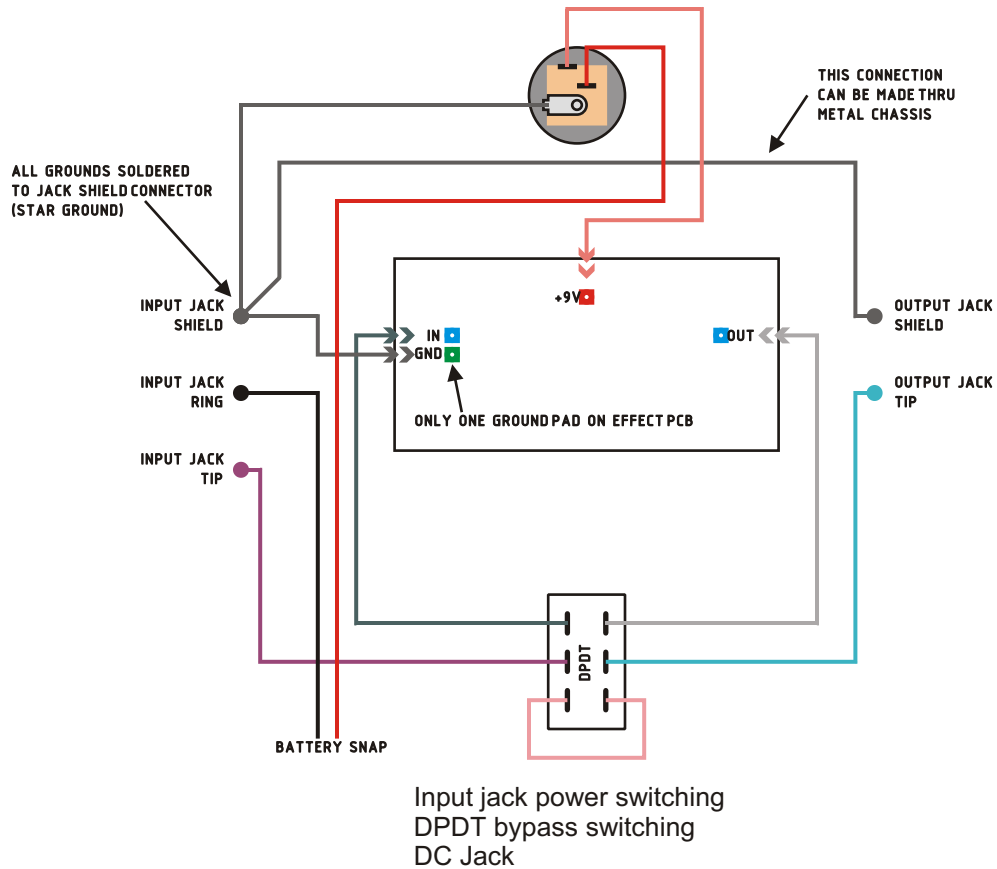 THIS CONNECTION
CAN BE MADE THRU
METAL CHASSIS
ALL GROUNDS SOLDERED
TO JACK SHIELD CONNECTOR
(STAR GROUND)
+9V
INPUT JACK
SHIELD
OUTPUT JACK
SHIELD
IN
OUT
GND
INPUT JACK
RING
OUTPUT JACK
TIP
ONLY ONE GROUND PAD ON EFFECT PCB
INPUT JACK
TIP
DPDT
BATTERY SNAP
Input jack power switching
DPDT bypass switching
DC Jack